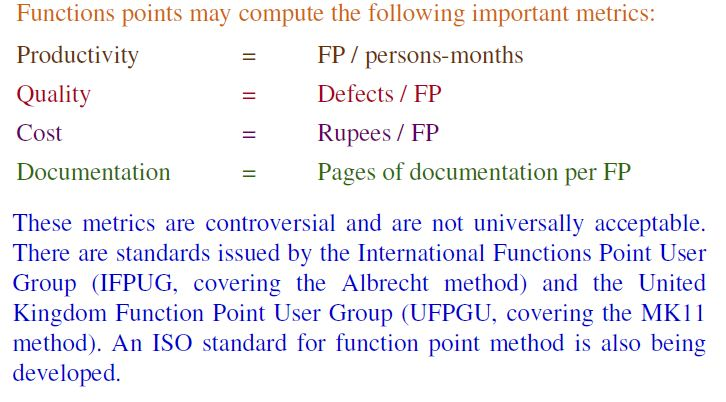 Functions points may compute the following important metrics:
Productivity = FP / persons-months
Quality = Defects / FP
Cost = Rupees / FP
Documentation = Pages of documentation per FP
These metrics are controversial and are not universally acceptable.
There are standards issued by the International Functions Point User
Group (IFPUG, covering the Albrecht method) and the United
Kingdom Function Point User Group (UFPGU, covering the MK11
method). An ISO standard for function point method is also being
developed.